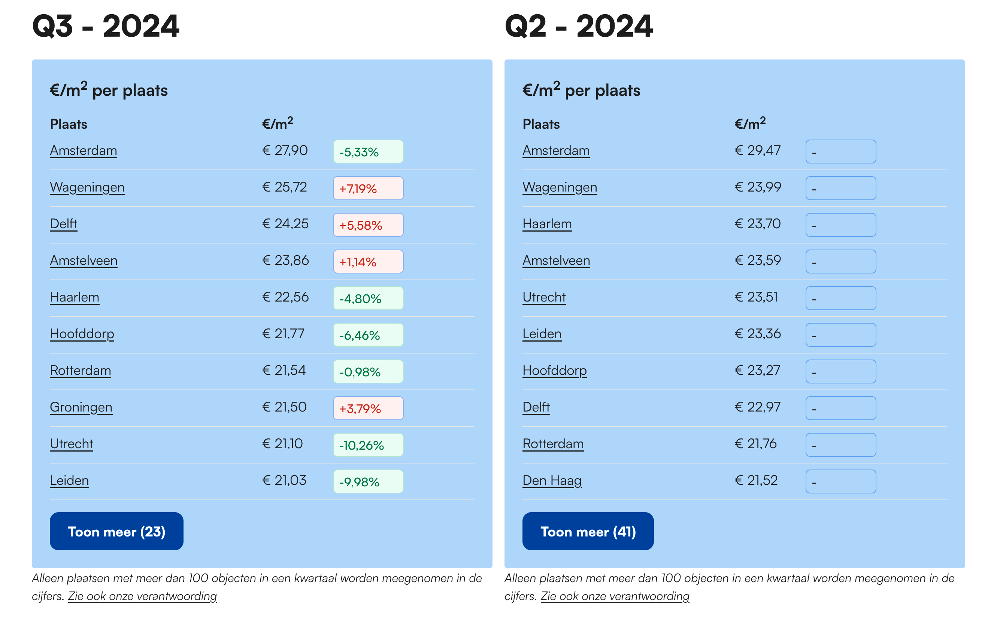 Q3 - 2024
€/m² per plaats
Plaats €/m²
Amsterdam € 27,90 -5,33%
Wageningen € 25,72 +7,19%
Delft € 24,25 +5,58%
Amstelveen € 23,86 +1,14%
Haarlem € 22,56 -4,80%
Hoofddorp € 21,77 -6,46%
Rotterdam € 21,54 -0,98%
Groningen € 21,50 +3,79%
Utrecht € 21,10 -10,26%
Leiden € 21,03 -9,98%
Toon meer (23)
Alleen plaatsen met meer dan 100 objecten in een kwartaal worden meegenomen in de
cijfers. Zie ook onze verantwoording
Q2 - 2024
€/m² per plaats
Plaats €/m²
Amsterdam € 29,47 -
Wageningen € 23,99 -
Haarlem € 23,70 -
Amstelveen € 23,59 -
Utrecht € 23,51 -
Leiden € 23,36 -
Hoofddorp € 23,27 -
Delft € 22,97 -
Rotterdam € 21,76 -
Den Haag € 21,52 -
Toon meer (41)
Alleen plaatsen met meer dan 100 objecten in een kwartaal worden meegenomen in de
cijfers. Zie ook onze verantwoording